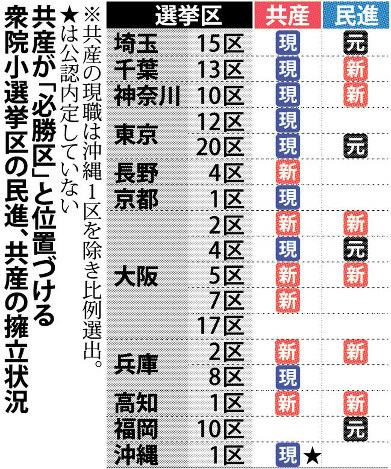 共産が「必勝区」と位置づける
衆院小選挙区の民進、共産の擁立状況
※共産の現職は沖縄1区を除き比例選出。
★は公認内定していない
選挙区 共産 民進
埼玉 15区 現 元
千葉 13区 現 新
神奈川 10区 現 新
東京 12区 現
20区 現 元
長野 4区 新
京都 1区 現
大阪 2区 新 新
4区 現 元
5区 新 新
7区 新
17区
兵庫 2区 新 新
8区 現
高知 1区 新 新
福岡 10区 元
沖縄 1区 現★